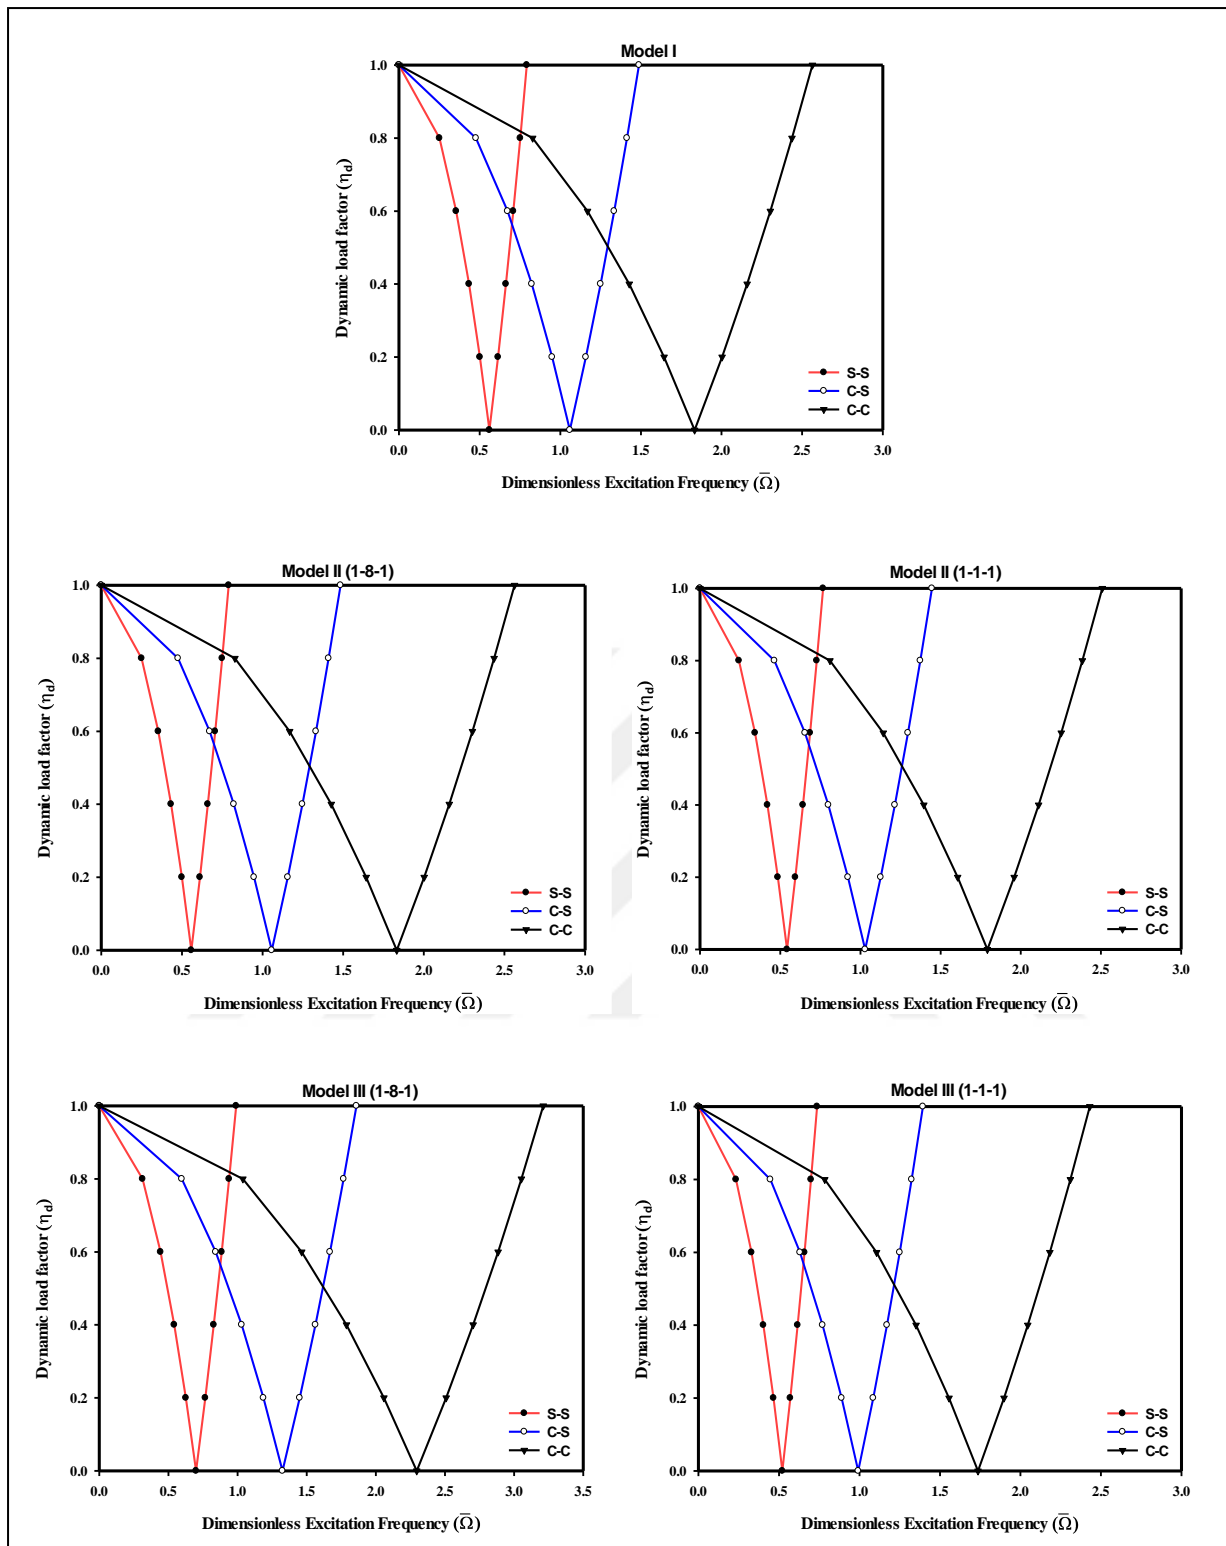 Model I
Dynamic load factor (ηd)
1.0
0.8
0.6
0.4
0.2
0.0
0.0 0.5 1.0 1.5 2.0 2.5 3.0
S-S
C-S
C-C
Dimensionless Excitation Frequency (Ω̅)
Model II (1-8-1)
Dynamic load factor (ηd)
1.0
0.8
0.6
0.4
0.2
0.0
0.0 0.5 1.0 1.5 2.0 2.5 3.0
S-S
C-S
C-C
Dimensionless Excitation Frequency (Ω̅)
Model II (1-1-1)
Dynamic load factor (ηd)
1.0
0.8
0.6
0.4
0.2
0.0
0.0 0.5 1.0 1.5 2.0 2.5 3.0
S-S
C-S
C-C
Dimensionless Excitation Frequency (Ω̅)
Model III (1-8-1)
Dynamic load factor (ηd)
1.0
0.8
0.6
0.4
0.2
0.0
0.0 0.5 1.0 1.5 2.0 2.5 3.0 3.5
S-S
C-S
C-C
Dimensionless Excitation Frequency (Ω̅)
Model III (1-1-1)
Dynamic load factor (ηd)
1.0
0.8
0.6
0.4
0.2
0.0
0.0 0.5 1.0 1.5 2.0 2.5 3.0
S-S
C-S
C-C
Dimensionless Excitation Frequency (Ω̅)